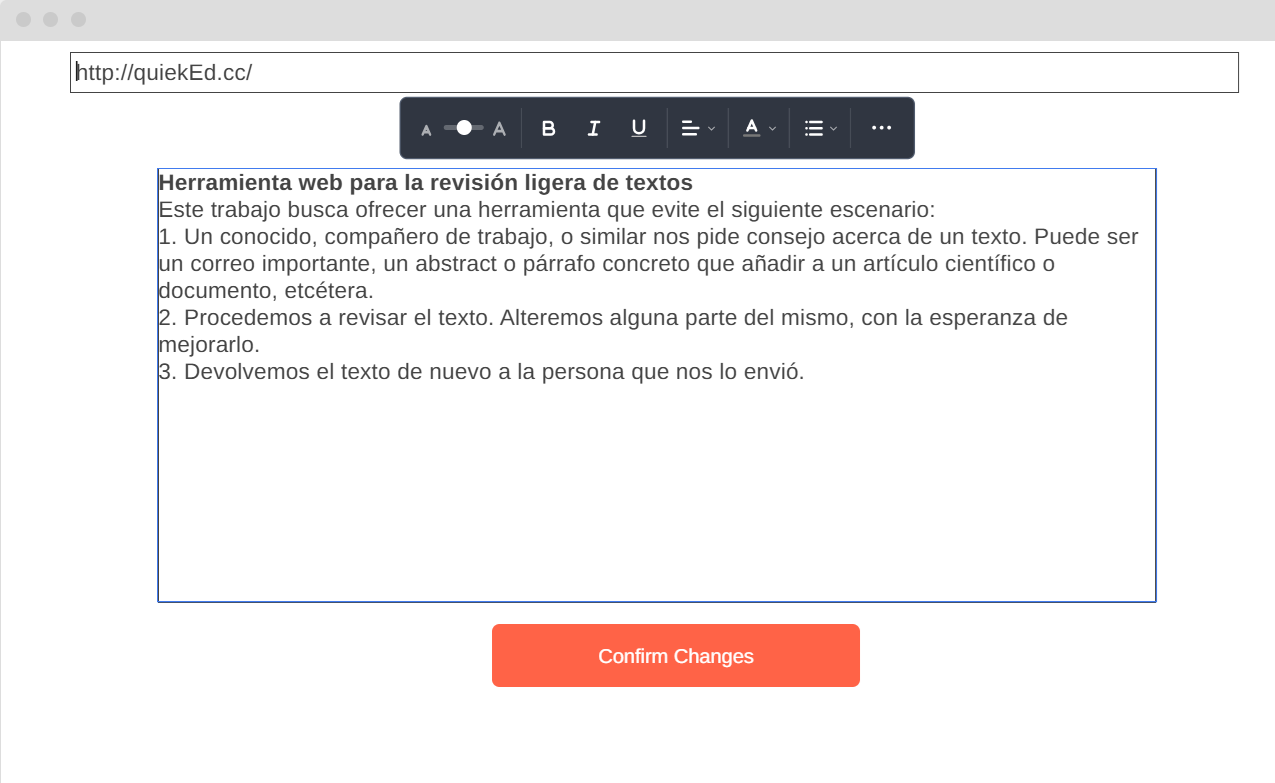 http://quiekEd.cc/
A A B I U A
Herramienta web para la revisión ligera de textos
Este trabajo busca ofrecer una herramienta que evite el siguiente escenario:
1. Un conocido, compañero de trabajo, o similar nos pide consejo acerca de un texto. Puede ser
un correo importante, un abstract o párrafo concreto que añadir a un artículo científico o
documento, etcétera.
2. Procedemos a revisar el texto. Alteremos alguna parte del mismo, con la esperanza de
mejorarlo.
3. Devolvemos el texto de nuevo a la persona que nos lo envió.
Confirm Changes